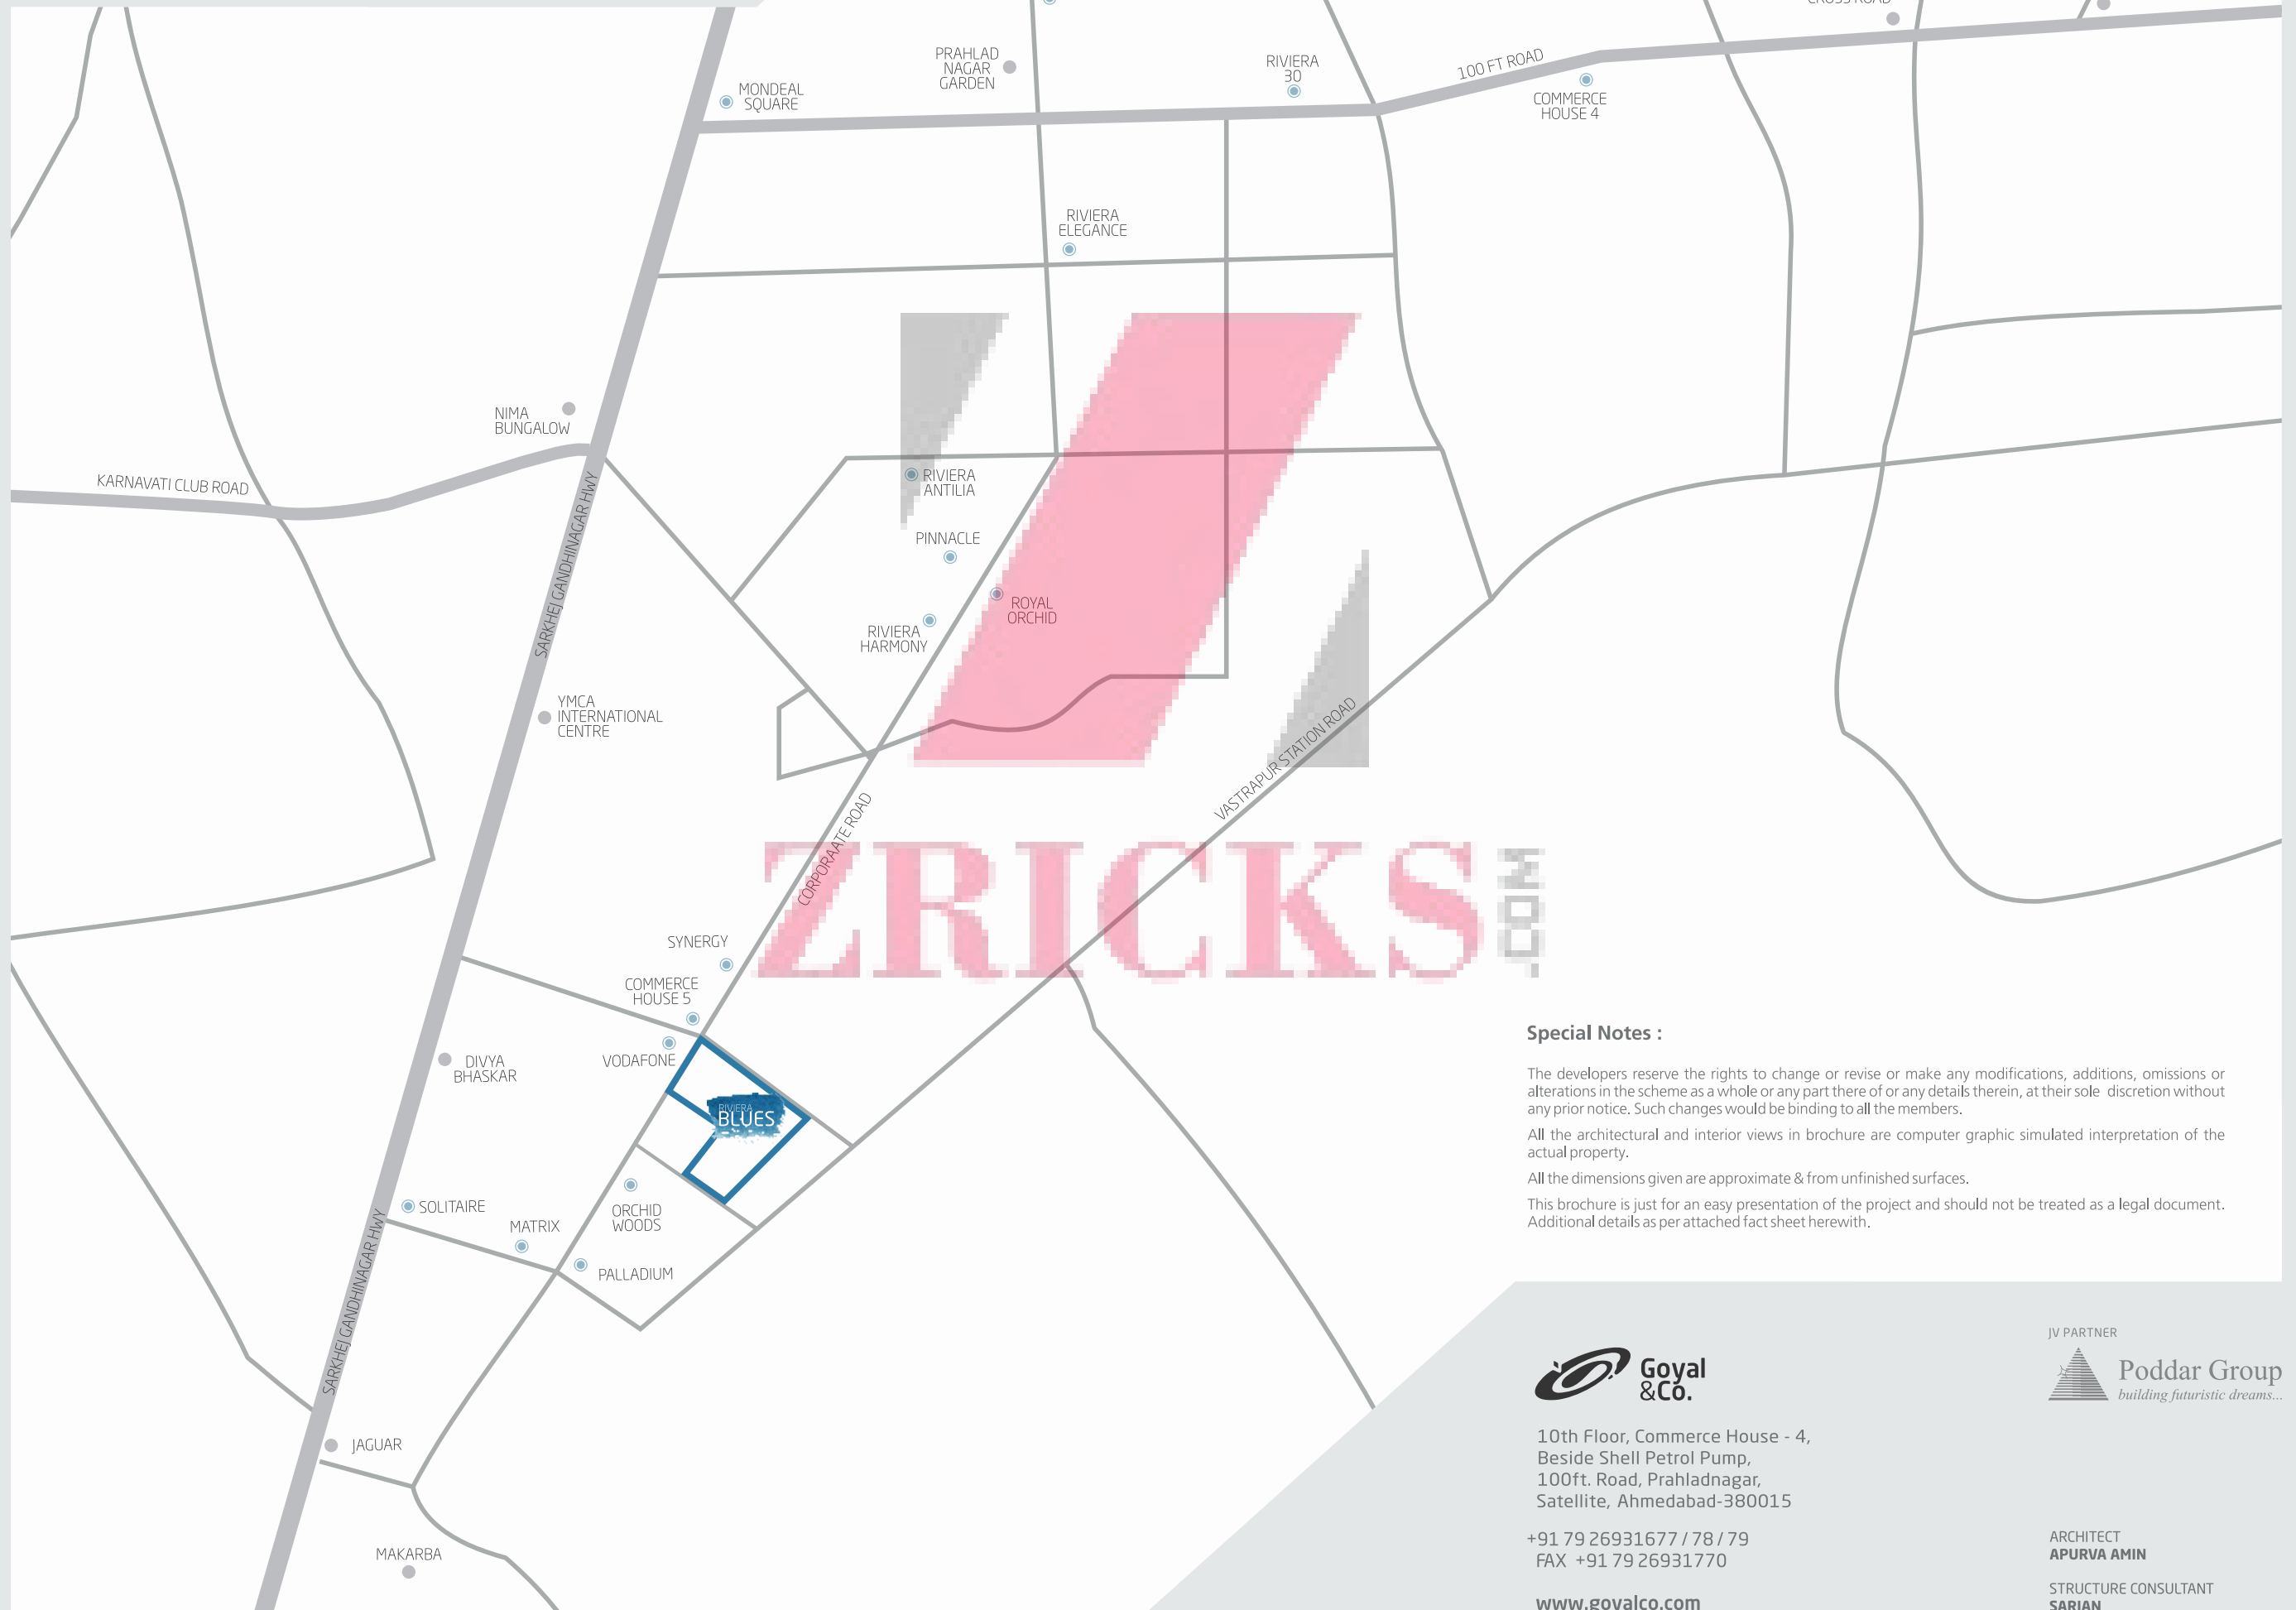 CROSS ROAD
PRAHLAD
NAGAR
GARDEN
RIVIERA
30
100 FT ROAD
MONDEAL
SQUARE
COMMERCE
HOUSE 4
RIVIERA
ELEGANCE
NIMA
BUNGALOW
KARNAVATI CLUB ROAD
SARKHEJ GANDHINAGAR HWY
RIVIERA
ANTILIA
PINNACLE
ROYAL
ORCHID
RIVIERA
HARMONY
YMCA
INTERNATIONAL
CENTRE
VASTRAPUR STATION ROAD
CORPORAATE ROAD
ZRICKS
.COM
SYNERGY
COMMERCE
HOUSE 5
VODAFONE
DIVYA
BHASKAR
RIVIERA
BLUES
SOLITAIRE
MATRIX
ORCHID
WOODS
PALLADIUM
SARKHEJ GANDHINAGAR HWY
JAGUAR
MAKARBA
Special Notes :
The developers reserve the rights to change or revise or make any modifications, additions, omissions or
alterations in the scheme as a whole or any part there of or any details therein, at their sole discretion without
any prior notice. Such changes would be binding to all the members.
All the architectural and interior views in brochure are computer graphic simulated interpretation of the
actual property.
All the dimensions given are approximate & from unfinished surfaces.
This brochure is just for an easy presentation of the project and should not be treated as a legal document.
Additional details as per attached fact sheet herewith.
Goyal
&Co.
10th Floor, Commerce House - 4,
Beside Shell Petrol Pump,
100ft. Road, Prahladnagar,
Satellite, Ahmedabad-380015
+91 79 26931677 / 78 / 79
FAX +91 79 26931770
www.goyalco.com
JV PARTNER
Poddar Group
building futuristic dreams...
ARCHITECT
APURVA AMIN
STRUCTURE CONSULTANT
SARJAN